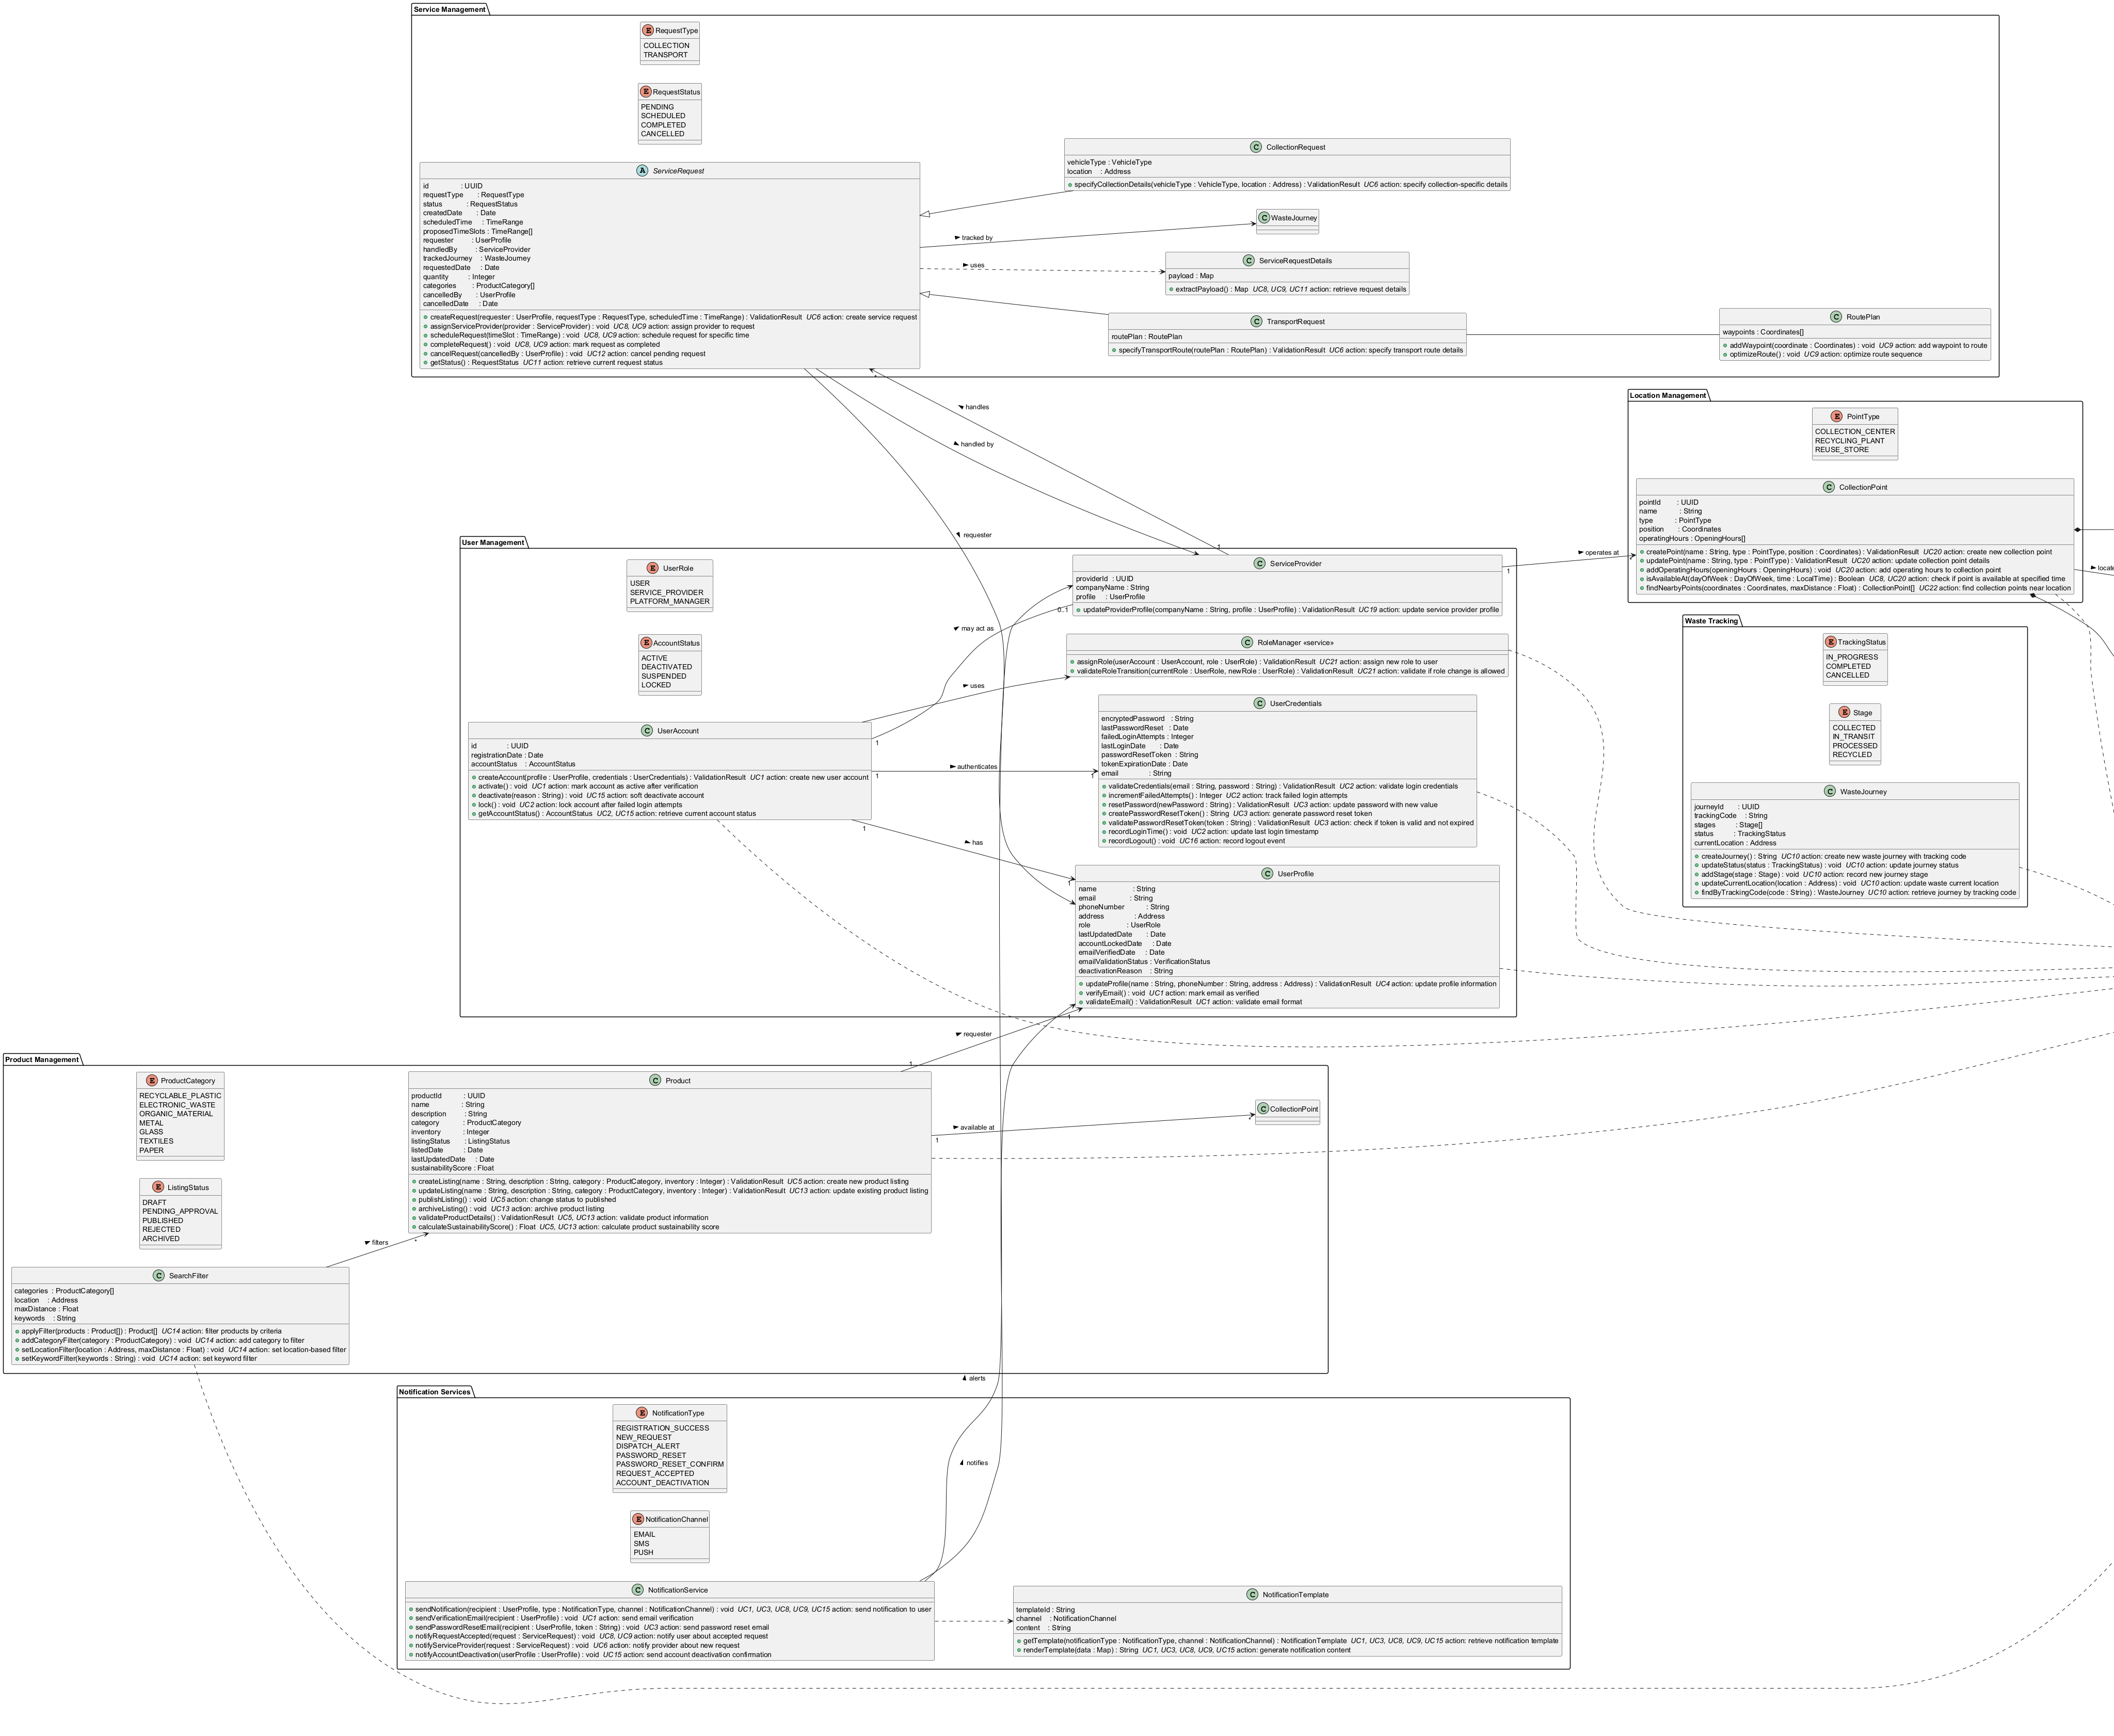 Service Management
RequestType
COLLECTION
TRANSPORT
RequestStatus
PENDING
SCHEDULED
COMPLETED
CANCELLED
ServiceRequest
id : UUID
requestType : RequestType
status : RequestStatus
createdDate : Date
scheduledTime : TimeRange
proposedTimeSlots : TimeRange[]
requester : UserProfile
handledBy : ServiceProvider
trackedJourney : WasteJourney
requestedDate : Date
quantity : Integer
categories : ProductCategory[]
cancelledBy : UserProfile
cancelledDate : Date
createRequest(requester : UserProfile, requestType : RequestType, scheduledTime : TimeRange) : ValidationResult UC6 action: create service request
assignServiceProvider(provider : ServiceProvider) : void UC8, UC9 action: assign provider to request
scheduleRequest(timeSlot : TimeRange) : void UC8, UC9 action: schedule request for specific time
completeRequest() : void UC8, UC9 action: mark request as completed
cancelRequest(cancelledBy : UserProfile) : void UC12 action: cancel pending request
getStatus() : RequestStatus UC11 action: retrieve current request status
CollectionRequest
vehicleType : VehicleType
location : Address
specifyCollectionDetails(vehicleType : VehicleType, location : Address) : ValidationResult UC6 action: specify collection-specific details
tracked by
WasteJourney
uses
ServiceRequestDetails
payload : Map
extractPayload() : Map UC8, UC9, UC11 action: retrieve request details
TransportRequest
routePlan : RoutePlan
specifyTransportRoute(routePlan : RoutePlan) : ValidationResult UC6 action: specify transport route details
RoutePlan
waypoints : Coordinates[]
addWaypoint(coordinate : Coordinates) : void UC9 action: add waypoint to route
optimizeRoute() : void UC9 action: optimize route sequence
*
handles
handled by
requester
Location Management
PointType
COLLECTION_CENTER
RECYCLING_PLANT
REUSE_STORE
CollectionPoint
pointId : UUID
name : String
type : PointType
position : Coordinates
operatingHours : OpeningHours[]
createPoint(name : String, type : PointType, position : Coordinates) : ValidationResult UC20 action: create new collection point
updatePoint(name : String, type : PointType) : ValidationResult UC20 action: update collection point details
addOperatingHours(openingHours : OpeningHours) : void UC20 action: add operating hours to collection point
isAvailableAt(dayOfWeek : DayOfWeek, time : LocalTime) : Boolean UC8, UC20 action: check if point is available at specified time
findNearbyPoints(coordinates : Coordinates, maxDistance : Float) : CollectionPoint[] UC22 action: find collection points near location
locate
operates at
1
*
User Management
UserRole
USER
SERVICE_PROVIDER
PLATFORM_MANAGER
AccountStatus
ACTIVE
DEACTIVATED
SUSPENDED
LOCKED
UserAccount
id : UUID
registrationDate : Date
accountStatus : AccountStatus
createAccount(profile : UserProfile, credentials : UserCredentials) : ValidationResult UC1 action: create new user account
activate() : void UC1 action: mark account as active after verification
deactivate(reason : String) : void UC15 action: soft deactivate account
lock() : void UC2 action: lock account after failed login attempts
getAccountStatus() : AccountStatus UC2, UC15 action: retrieve current account status
1
ServiceProvider
providerId : UUID
companyName : String
profile : UserProfile
updateProviderProfile(companyName : String, profile : UserProfile) : ValidationResult UC19 action: update service provider profile
0..1
may act as
1
RoleManager «service»
assignRole(userAccount : UserAccount, role : UserRole) : ValidationResult UC21 action: assign new role to user
validateRoleTransition(currentRole : UserRole, newRole : UserRole) : ValidationResult UC21 action: validate if role change is allowed
uses
UserCredentials
encryptedPassword : String
lastPasswordReset : Date
failedLoginAttempts : Integer
lastLoginDate : Date
passwordResetToken : String
tokenExpirationDate : Date
email : String
validateCredentials(email : String, password : String) : ValidationResult UC2 action: validate login credentials
incrementFailedAttempts() : Integer UC2 action: track failed login attempts
resetPassword(newPassword : String) : ValidationResult UC3 action: update password with new value
createPasswordResetToken() : String UC3 action: generate password reset token
validatePasswordResetToken(token : String) : ValidationResult UC3 action: check if token is valid and not expired
recordLoginTime() : void UC2 action: update last login timestamp
recordLogout() : void UC16 action: record logout event
authenticates
1
1
1
has
1
UserProfile
name : String
email : String
phoneNumber : String
address : Address
role : UserRole
lastUpdatedDate : Date
accountLockedDate : Date
emailVerifiedDate : Date
emailValidationStatus : VerificationStatus
deactivationReason : String
updateProfile(name : String, phoneNumber : String, address : Address) : ValidationResult UC4 action: update profile information
verifyEmail() : void UC1 action: mark email as verified
validateEmail() : ValidationResult UC1 action: validate email format
1
requester
1
Waste Tracking
TrackingStatus
IN_PROGRESS
COMPLETED
CANCELLED
Stage
COLLECTED
IN_TRANSIT
PROCESSED
RECYCLED
WasteJourney
journeyId : UUID
trackingCode : String
stages : Stage[]
status : TrackingStatus
currentLocation : Address
createJourney() : String UC10 action: create new waste journey with tracking code
updateStatus(status : TrackingStatus) : void UC10 action: update journey status
addStage(stage : Stage) : void UC10 action: record new journey stage
updateCurrentLocation(location : Address) : void UC10 action: update waste current location
findByTrackingCode(code : String) : WasteJourney UC10 action: retrieve journey by tracking code
Product Management
ProductCategory
RECYCLABLE_PLASTIC
ELECTRONIC_WASTE
ORGANIC_MATERIAL
METAL
GLASS
TEXTILES
PAPER
ListingStatus
DRAFT
PENDING_APPROVAL
PUBLISHED
REJECTED
ARCHIVED
SearchFilter
categories : ProductCategory[]
location : Address
maxDistance : Float
keywords : String
applyFilter(products : Product[]) : Product[] UC14 action: filter products by criteria
addCategoryFilter(category : ProductCategory) : void UC14 action: add category to filter
setLocationFilter(location : Address, maxDistance : Float) : void UC14 action: set location-based filter
setKeywordFilter(keywords : String) : void UC14 action: set keyword filter
filters
*
Product
productId : UUID
name : String
description : String
category : ProductCategory
inventory : Integer
listingStatus : ListingStatus
listedDate : Date
lastUpdatedDate : Date
sustainabilityScore : Float
createListing(name : String, description : String, category : ProductCategory, inventory : Integer) : ValidationResult UC5 action: create new product listing
updateListing(name : String, description : String, category : ProductCategory, inventory : Integer) : ValidationResult UC13 action: update existing product listing
publishListing() : void UC5 action: change status to published
archiveListing() : void UC13 action: archive product listing
validateProductDetails() : ValidationResult UC5, UC13 action: validate product information
calculateSustainabilityScore() : Float UC5, UC13 action: calculate product sustainability score
1
available at
*
CollectionPoint
alerts
notifies
Notification Services
NotificationType
REGISTRATION_SUCCESS
NEW_REQUEST
DISPATCH_ALERT
PASSWORD_RESET
PASSWORD_RESET_CONFIRM
REQUEST_ACCEPTED
ACCOUNT_DEACTIVATION
NotificationChannel
EMAIL
SMS
PUSH
NotificationService
sendNotification(recipient : UserProfile, type : NotificationType, channel : NotificationChannel) : void UC1, UC3, UC8, UC9, UC15 action: send notification to user
sendVerificationEmail(recipient : UserProfile) : void UC1 action: send email verification
sendPasswordResetEmail(recipient : UserProfile, token : String) : void UC3 action: send password reset email
notifyRequestAccepted(request : ServiceRequest) : void UC8, UC9 action: notify user about accepted request
notifyServiceProvider(request : ServiceRequest) : void UC6 action: notify provider about new request
notifyAccountDeactivation(userProfile : UserProfile) : void UC15 action: send account deactivation confirmation
NotificationTemplate
templateId : String
channel : NotificationChannel
content : String
getTemplate(notificationType : NotificationType, channel : NotificationChannel) : NotificationTemplate UC1, UC3, UC8, UC9, UC15 action: retrieve notification template
renderTemplate(data : Map) : String UC1, UC3, UC8, UC9, UC15 action: generate notification content